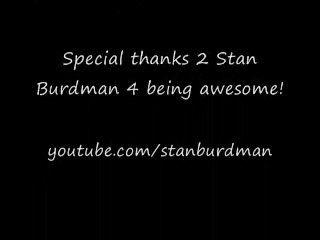 Special thanks 2 Stan
Burdman 4 being awesome!
youtube.com/stanburdman